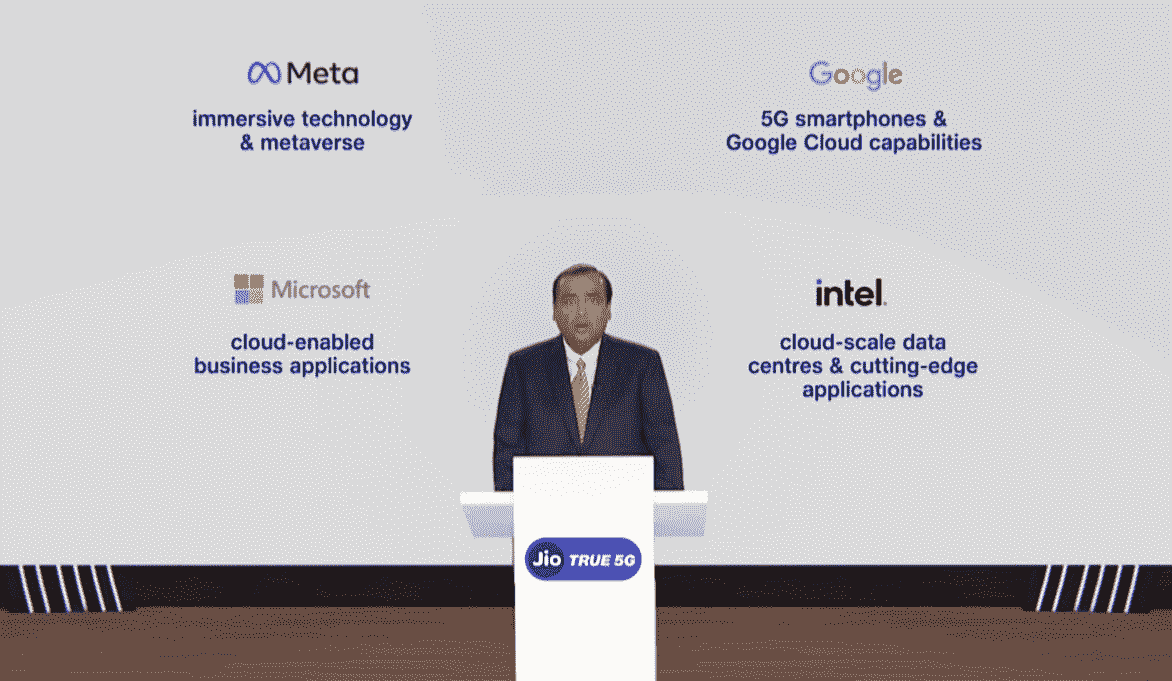 Meta
immersive technology
& metaverse
Google
5G smartphones &
Google Cloud capabilities
Microsoft
cloud-enabled
business applications
intel.
cloud-scale data
centres & cutting-edge
applications
Jio TRUE 5G